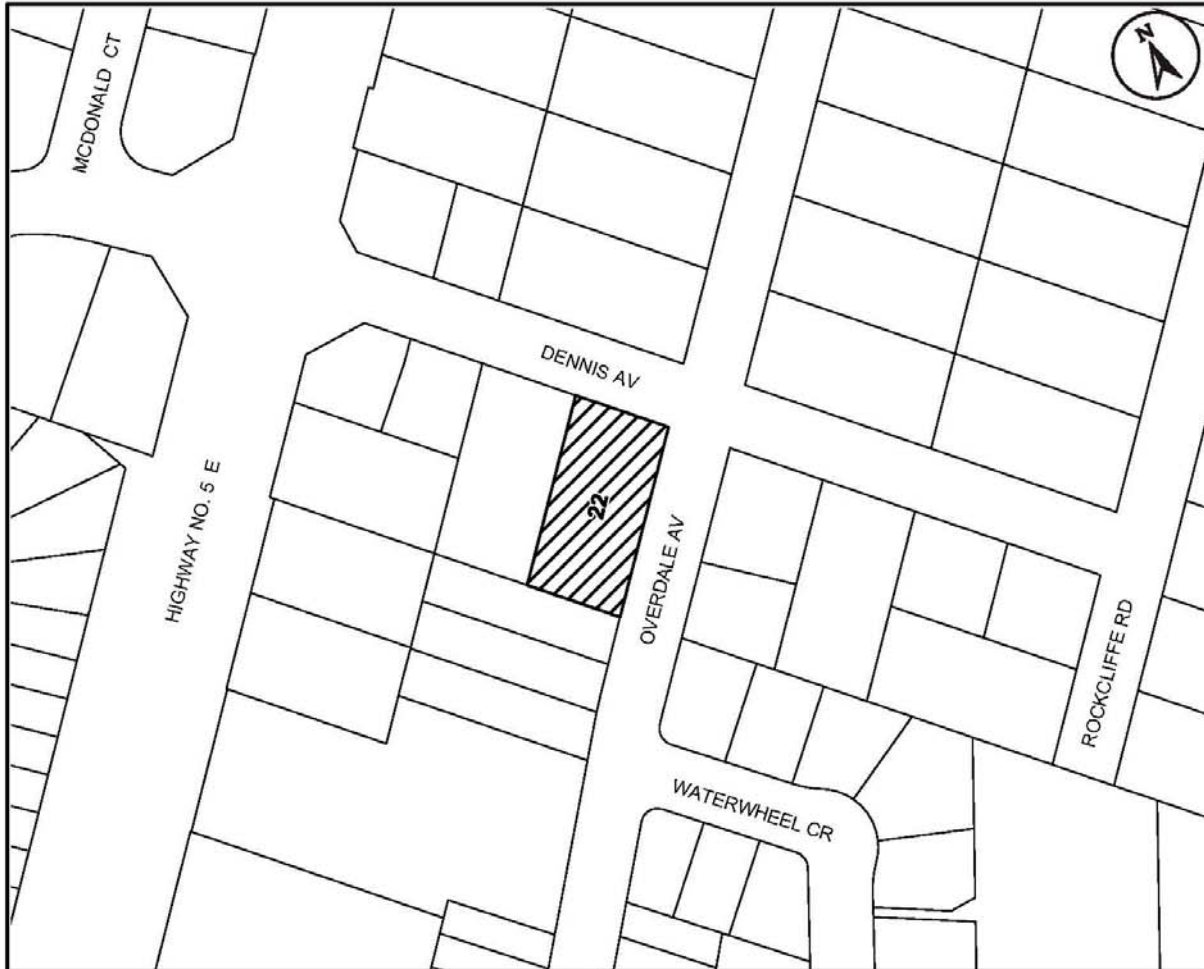 N
MCDONALD CT
DENNIS AV
HIGHWAY NO. 5 E
22
OVERDALE AV
ROCKCLIFFE RD
WATERWHEEL CR